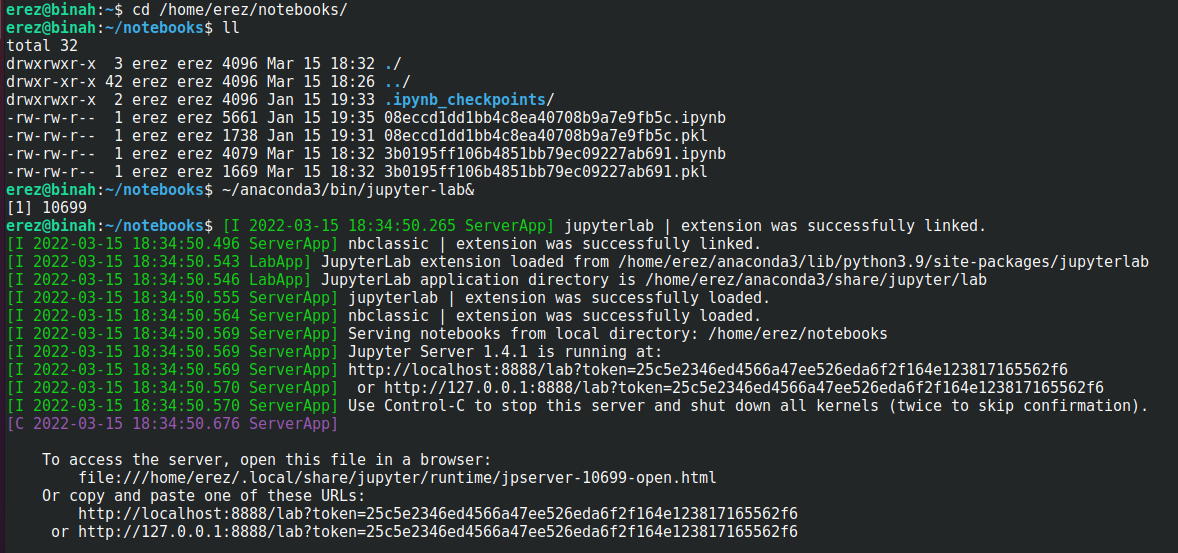 erez@binah:~$ cd /home/erez/notebooks/
erez@binah:~/notebooks$ ll
total 32
drwxrwxr-x  3 erez erez 4096 Mar 15 18:32 ./
drwxr-xr-x 42 erez erez 4096 Mar 15 18:26 ../
drwxrwxr-x  2 erez erez 4096 Jan 15 19:33 .ipynb_checkpoints/
-rw-rw-r--  1 erez erez 5661 Jan 15 19:35 08eccd1dd1bb4c8ea40708b9a7e9fb5c.ipynb
-rw-rw-r--  1 erez erez 1738 Jan 15 19:31 08eccd1dd1bb4c8ea40708b9a7e9fb5c.pkl
-rw-rw-r--  1 erez erez 4079 Mar 15 18:32 3b0195ff106b4851bb79ec09227ab691.ipynb
-rw-rw-r--  1 erez erez 1669 Mar 15 18:32 3b0195ff106b4851bb79ec09227ab691.pkl
erez@binah:~/notebooks$ ~/anaconda3/bin/jupyter-lab&
[1] 10699
erez@binah:~/notebooks$ [I 2022-03-15 18:34:50.265 ServerApp] jupyterlab | extension was successfully linked.
[I 2022-03-15 18:34:50.496 ServerApp] nbclassic | extension was successfully linked.
[I 2022-03-15 18:34:50.543 LabApp] JupyterLab extension loaded from /home/erez/anaconda3/lib/python3.9/site-packages/jupyterlab
[I 2022-03-15 18:34:50.546 LabApp] JupyterLab application directory is /home/erez/anaconda3/share/jupyter/lab
[I 2022-03-15 18:34:50.555 ServerApp] jupyterlab | extension was successfully loaded.
[I 2022-03-15 18:34:50.564 ServerApp] nbclassic | extension was successfully loaded.
[I 2022-03-15 18:34:50.569 ServerApp] Serving notebooks from local directory: /home/erez/notebooks
[I 2022-03-15 18:34:50.569 ServerApp] Jupyter Server 1.4.1 is running at:
[I 2022-03-15 18:34:50.569 ServerApp] http://localhost:8888/lab?token=25c5e2346ed4566a47ee526eda6f2f164e123817165562f6
[I 2022-03-15 18:34:50.570 ServerApp]  or http://127.0.0.1:8888/lab?token=25c5e2346ed4566a47ee526eda6f2f164e123817165562f6
[I 2022-03-15 18:34:50.570 ServerApp] Use Control-C to stop this server and shut down all kernels (twice to skip confirmation).
[C 2022-03-15 18:34:50.676 ServerApp]
    To access the server, open this file in a browser:
        file:///home/erez/.local/share/jupyter/runtime/jpserver-10699-open.html
    Or copy and paste one of these URLs:
        http://localhost:8888/lab?token=25c5e2346ed4566a47ee526eda6f2f164e123817165562f6
     or http://127.0.0.1:8888/lab?token=25c5e2346ed4566a47ee526eda6f2f164e123817165562f6